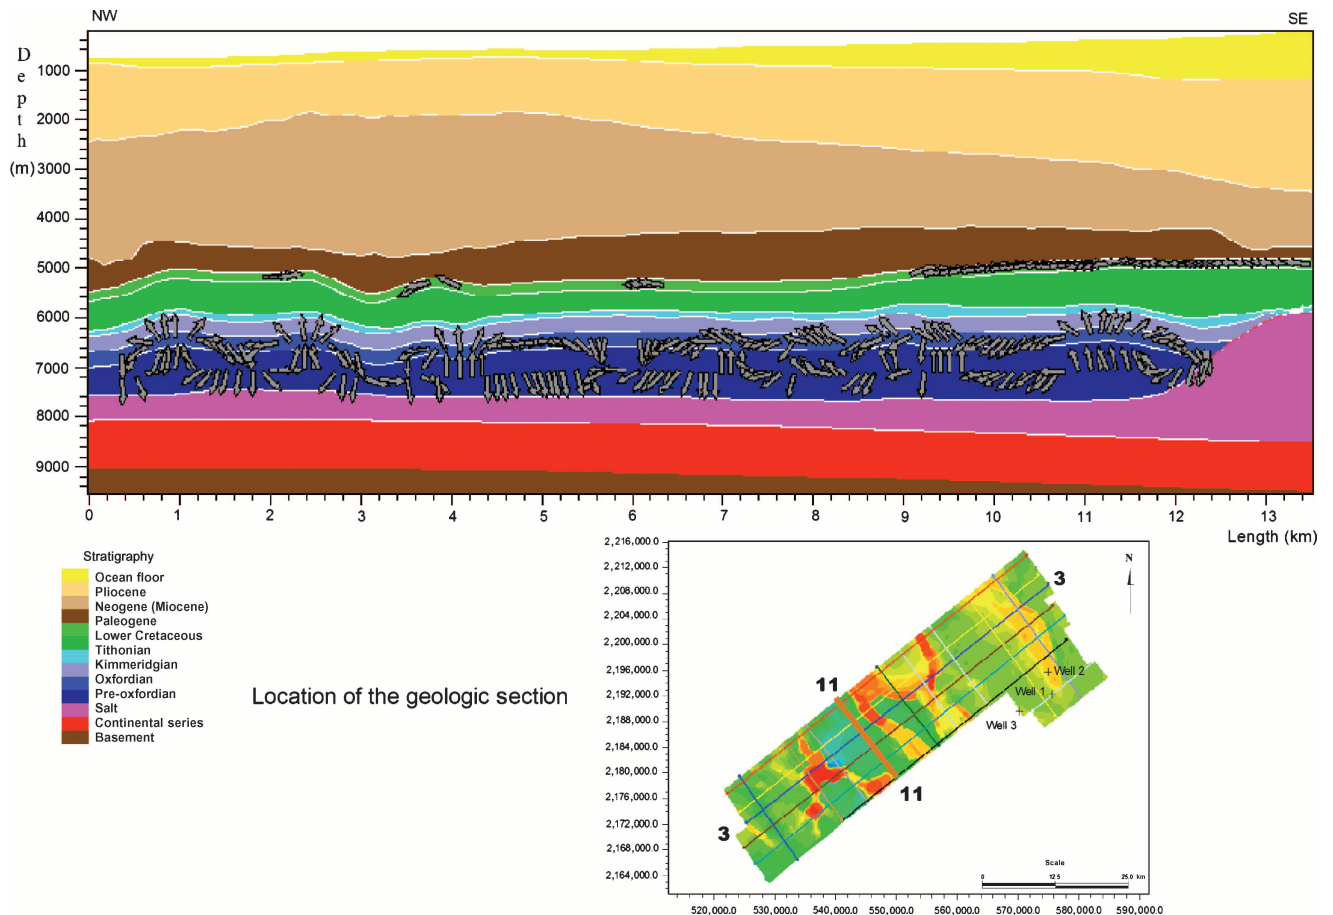 NW
SE
Depth
(m)
1000
2000
3000
4000
5000
6000
7000
8000
9000
0 1 2 3 4 5 6 7 8 9 10 11 12 13
Length (km)
Stratigraphy
Ocean floor
Pliocene
Neogene (Miocene)
Paleogene
Lower Cretaceous
Tithonian
Kimmeridgian
Oxfordian
Pre-oxfordian
Salt
Continental series
Basement
Location of the geologic section
2,216,000.0
2,212,000.0
2,208,000.0
2,204,000.0
2,200,000.0
2,196,000.0
2,192,000.0
2,188,000.0
2,184,000.0
2,180,000.0
2,176,000.0
2,172,000.0
2,168,000.0
2,164,000.0
N
3
11
Well 2
Well 1
Well 3
11
3
Scale
0 12.5 25.0 km
520,000.0 530,000.0 540,000.0 550,000.0 560,000.0 570,000.0 580,000.0 590,000.0